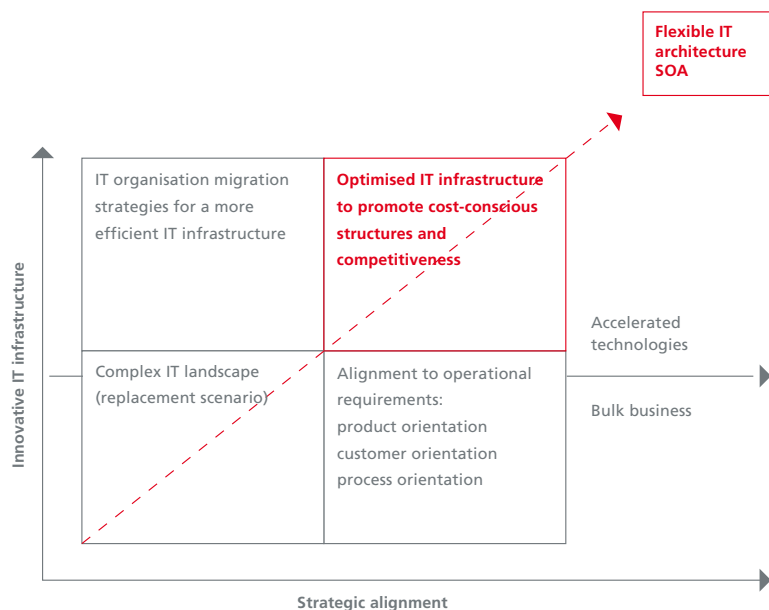 Flexible IT
architecture
SOA
IT organisation migration
strategies for a more
efficient IT infrastructure
Optimised IT infrastructure
to promote cost-conscious
structures and
competitiveness
Innovative IT infrastructure
Complex IT landscape
(replacement scenario)
Alignment to operational
requirements:
product orientation
customer orientation
process orientation
Accelerated
technologies
Bulk business
Strategic alignment